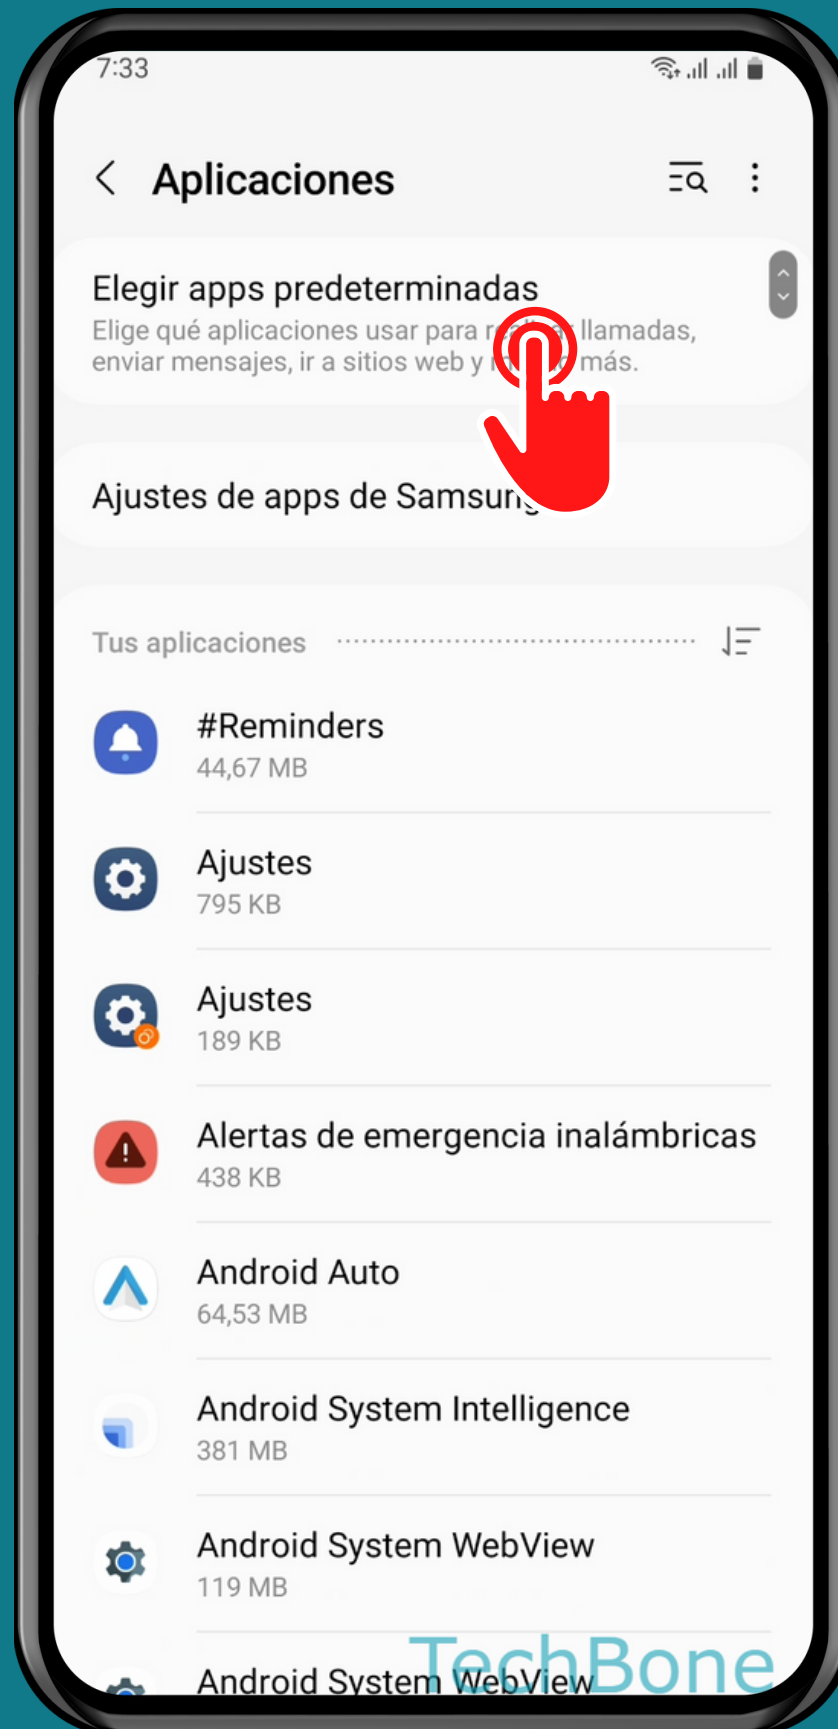 7:33
Aplicaciones
Elegir apps predeterminadas
Elige qué aplicaciones usar para realizar llamadas,
enviar mensajes, ir a sitios web y mucho más.
Ajustes de apps de Samsung
Tus aplicaciones
#Reminders
44,67 MB
Ajustes
795 KB
Ajustes
189 KB
Alertas de emergencia inalámbricas
438 KB
Android Auto
64,53 MB
Android System Intelligence
381 MB
Android System WebView
119 MB
Android System WebView
TechBone